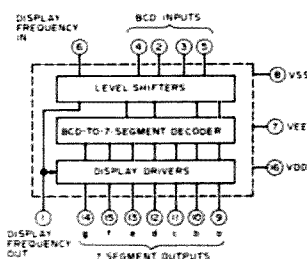 DISPLAY
FREQUENCY
IN
BCD INPUTS
6 4 2 3 5
LEVEL SHIFTERS
8 VSS
BCD-TO-7-SEGMENT DECODER
7 VEE
DISPLAY DRIVERS
16 VDD
1 14 15 13 12 11 10 9
DISPLAY
FREQUENCY
OUT
g f e d c b a
7 SEGMENT OUTPUTS